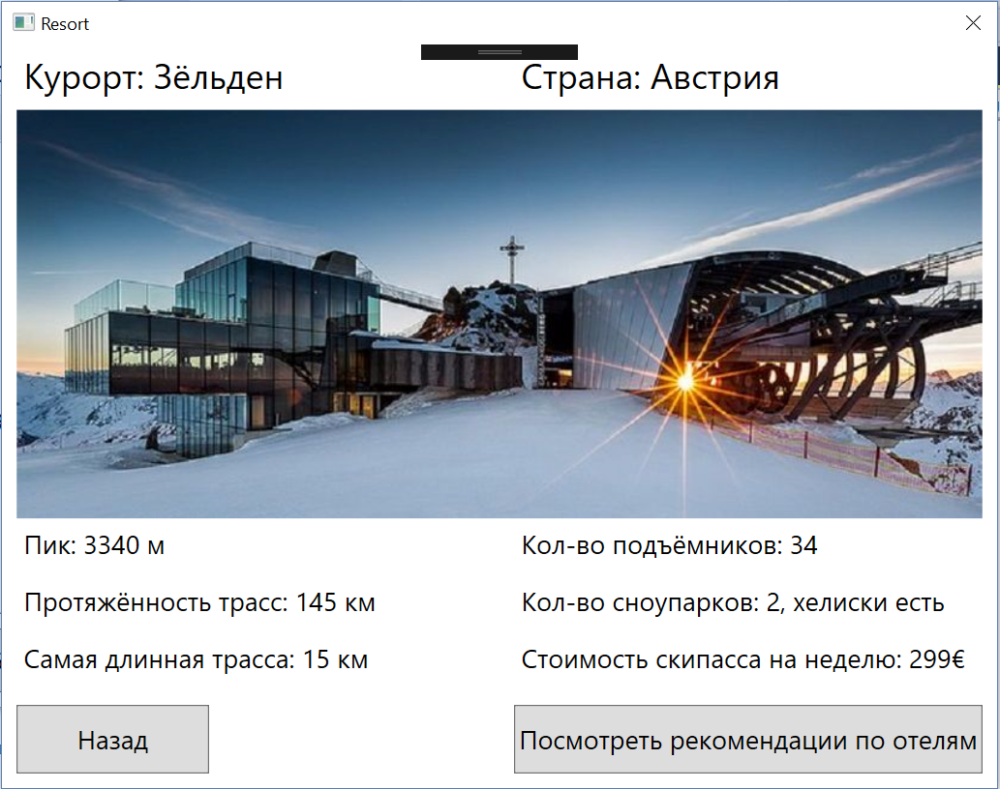 Resort
Курорт: Зёльден
Страна: Австрия
Пик: 3340 м
Кол-во подъёмников: 34
Протяжённость трасс: 145 км
Кол-во сноупарков: 2, хелиски есть
Самая длинная трасса: 15 км
Стоимость скипасса на неделю: 299€
Назад
Посмотреть рекомендации по отелям